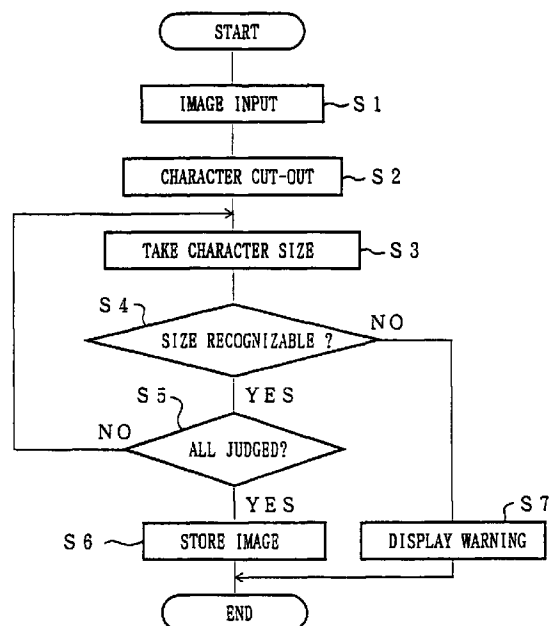 START
IMAGE INPUT S1
CHARACTER CUT-OUT S2
TAKE CHARACTER SIZE S3
S4
SIZE RECOGNIZABLE ?
NO
YES
S5
NO
ALL JUDGED?
YES
S6 STORE IMAGE
S7
DISPLAY WARNING
END